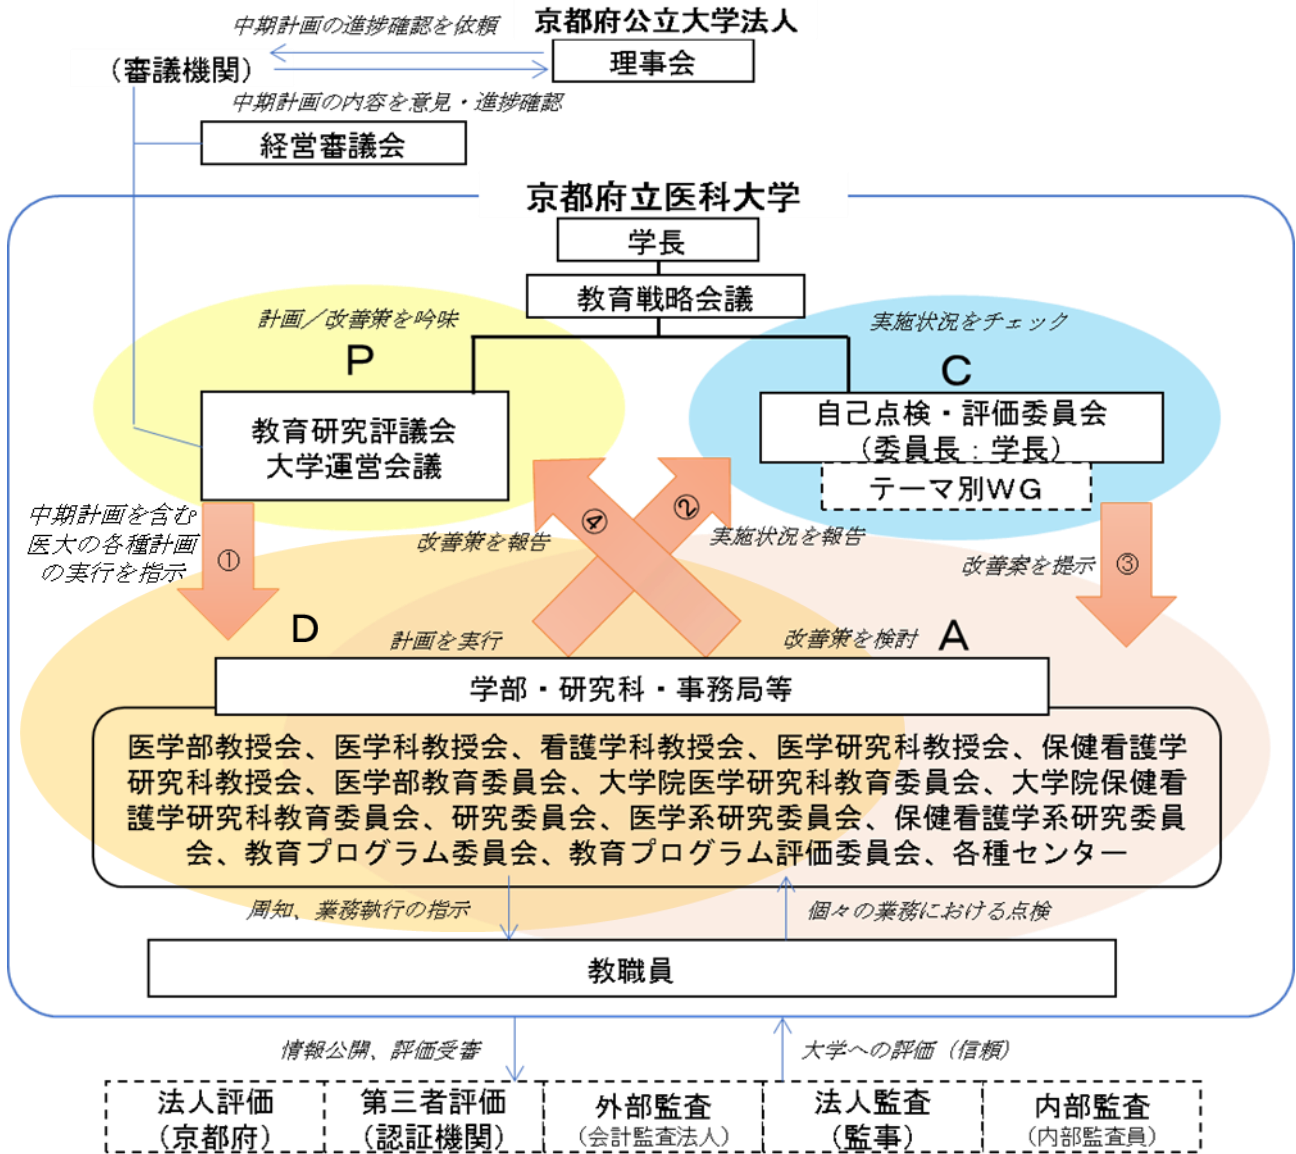 中期計画の進捗確認を依頼
京都府公立大学法人
理事会
（審議機関）
中期計画の内容を意見・進捗確認
経営審議会
京都府立医科大学
学長
教育戦略会議
計画／改善策を吟味
P
実施状況をチェック
C
教育研究評議会
大学運営会議
自己点検・評価委員会
（委員長：学長）
テーマ別WG
中期計画を含む
医大の各種計画
の実行を指示
①
改善策を報告
④
②
実施状況を報告
改善案を提示
③
D
計画を実行
改善策を検討
A
学部・研究科・事務局等
医学部教授会、医学科教授会、看護学科教授会、医学研究科教授会、保健看護学
研究科教授会、医学部教育委員会、大学院医学研究科教育委員会、大学院保健看
護学研究科教育委員会、研究委員会、医学系研究委員会、保健看護学系研究委員
会、教育プログラム委員会、教育プログラム評価委員会、各種センター
周知、業務執行の指示
個々の業務における点検
教職員
情報公開、評価受審
大学への評価（信頼）
法人評価
（京都府）
第三者評価
（認証機関）
外部監査
（会計監査法人）
法人監査
（監事）
内部監査
（内部監査員）